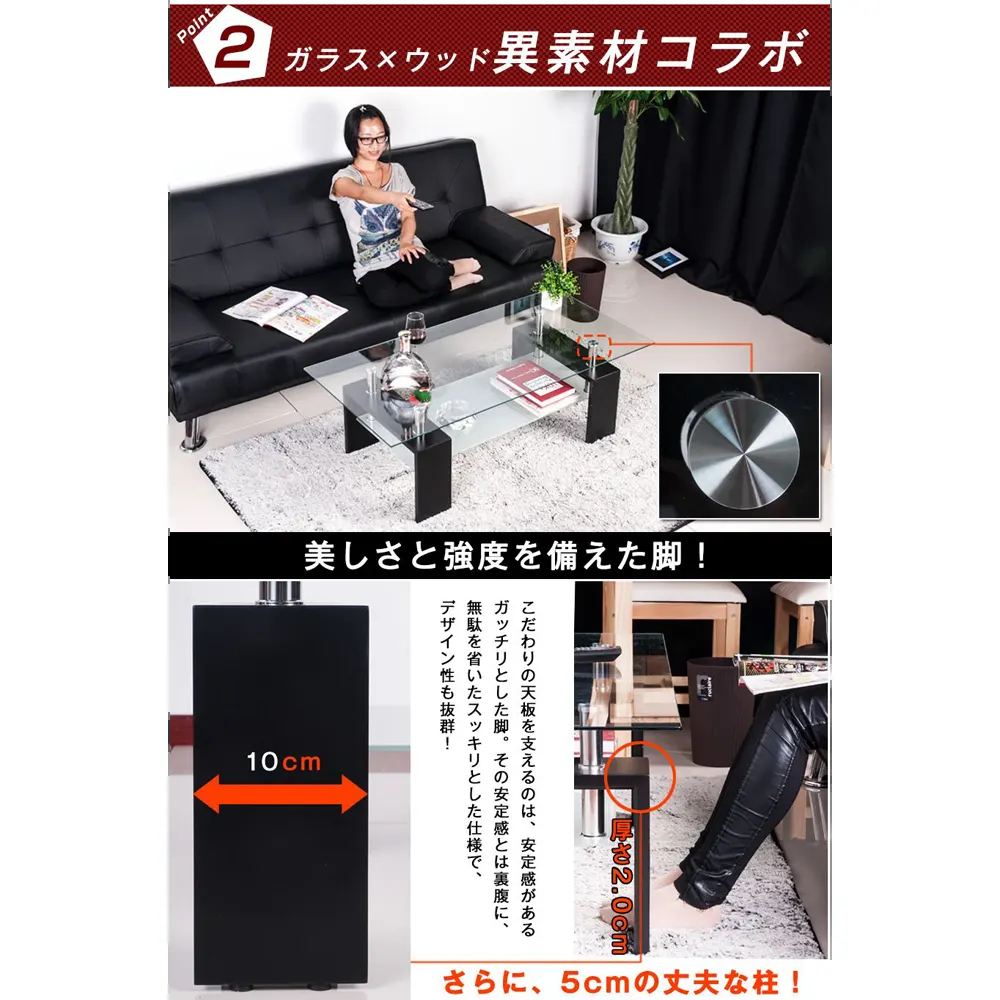 Point
2
ガラス×ウッド異素材コラボ
美しさと強度を備えた脚！
10cm
こだわりの天板を支えるのは、安定感がある
ガッチリとした脚。その安定感とは裏腹に、
無駄を省いたスッキリとした仕様で、
デザイン性も抜群！
厚さ2.0cm
さらに、5cmの丈夫な柱！